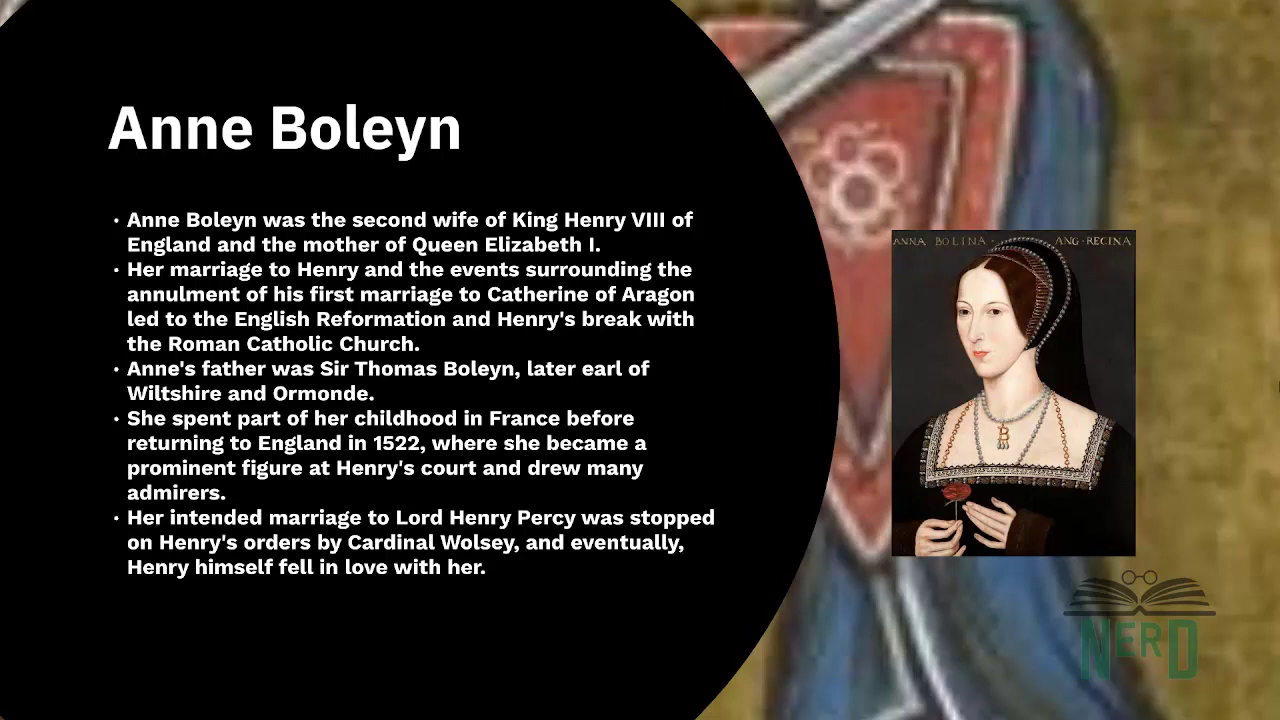 Anne Boleyn
· Anne Boleyn was the second wife of King Henry VIII of
England and the mother of Queen Elizabeth I.
· Her marriage to Henry and the events surrounding the
annulment of his first marriage to Catherine of Aragon
led to the English Reformation and Henry's break with
the Roman Catholic Church.
· Anne's father was Sir Thomas Boleyn, later earl of
Wiltshire and Ormonde.
· She spent part of her childhood in France before
returning to England in 1522, where she became a
prominent figure at Henry's court and drew many
admirers.
· Her intended marriage to Lord Henry Percy was stopped
on Henry's orders by Cardinal Wolsey, and eventually,
Henry himself fell in love with her.
ANNA BOLINA · ANG · REGINA
B
NERD